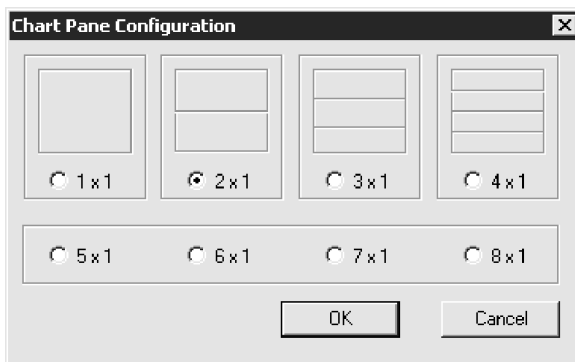 Chart Pane Configuration
1 x 1 2 x 1 3 x 1 4 x 1
5 x 1 6 x 1 7 x 1 8 x 1
OK Cancel